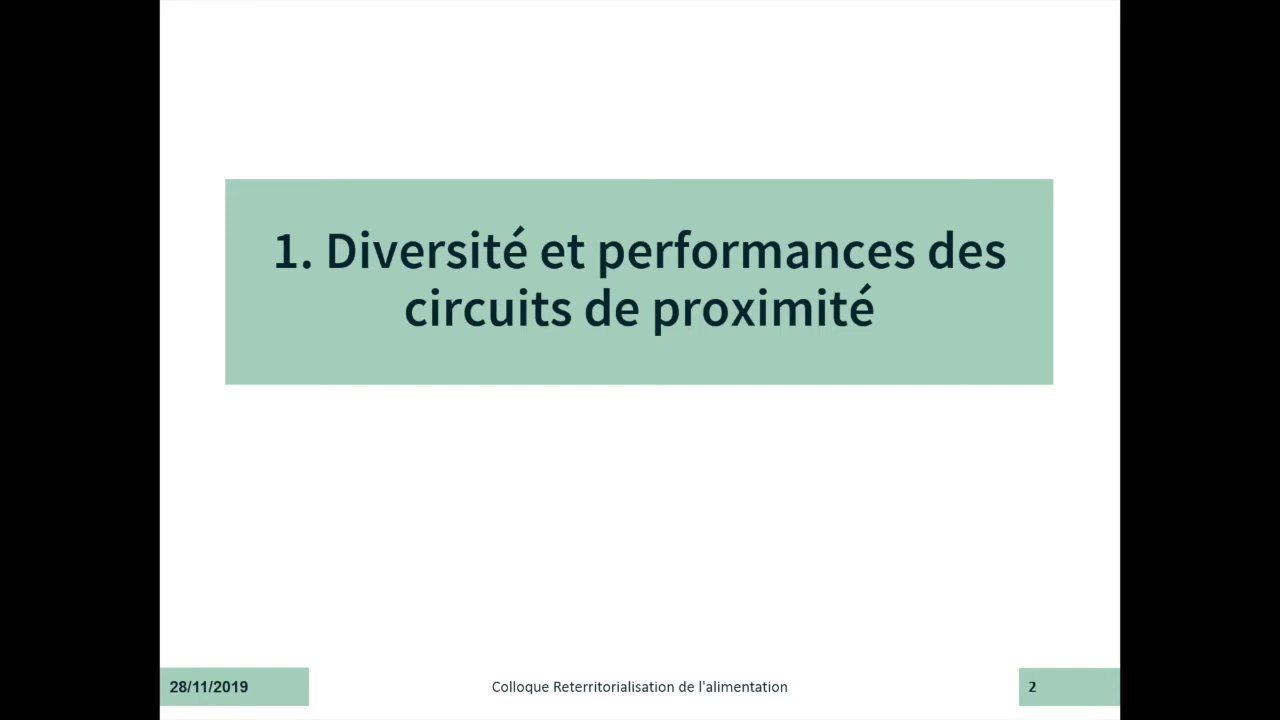 1. Diversité et performances des
circuits de proximité
28/11/2019
Colloque Reterritorialisation de l'alimentation
2